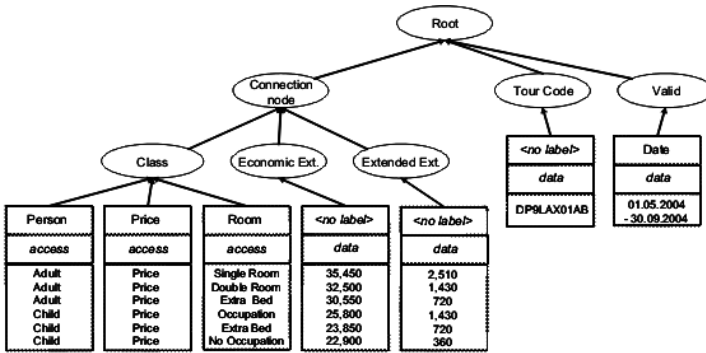 Root
Connection
node
Tour Code
Valid
Class
Economic Ext.
Extended Ext.
<no label>
data
DP9LAX01AB
Date
data
01.05.2004
- 30.09.2004
Person
access
Adult
Adult
Adult
Child
Child
Child
Price
access
Price
Price
Price
Price
Price
Price
Room
access
Single Room
Double Room
Extra Bed
Occupation
Extra Bed
No Occupation
<no label>
data
35,450
32,500
30,550
25,800
23,850
22,900
<no label>
data
2,510
1,430
720
1,430
720
360